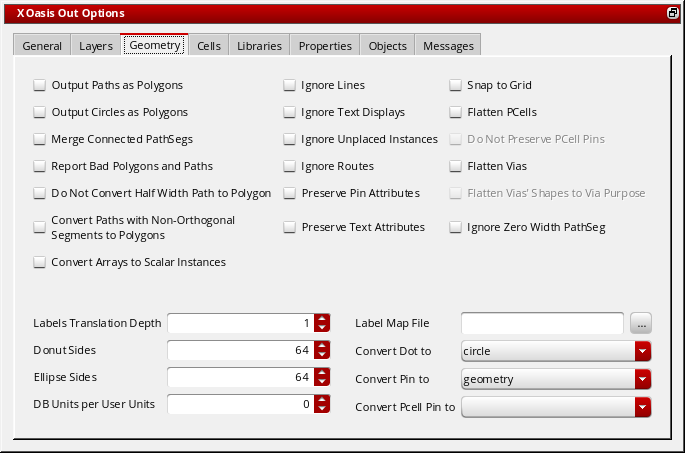 XOasis Out Options
General Layers Geometry Cells Libraries Properties Objects Messages
Output Paths as Polygons Ignore Lines Snap to Grid
Output Circles as Polygons Ignore Text Displays Flatten PCells
Merge Connected PathSegs Ignore Unplaced Instances Do Not Preserve PCell Pins
Report Bad Polygons and Paths Ignore Routes Flatten Vias
Do Not Convert Half Width Path to Polygon Preserve Pin Attributes Flatten Vias' Shapes to Via Purpose
Convert Paths with Non-Orthogonal
Segments to Polygons Preserve Text Attributes Ignore Zero Width PathSeg
Convert Arrays to Scalar Instances
Labels Translation Depth 1 Label Map File ...
Donut Sides 64 Convert Dot to circle
Ellipse Sides 64 Convert Pin to geometry
DB Units per User Units 0 Convert Pcell Pin to